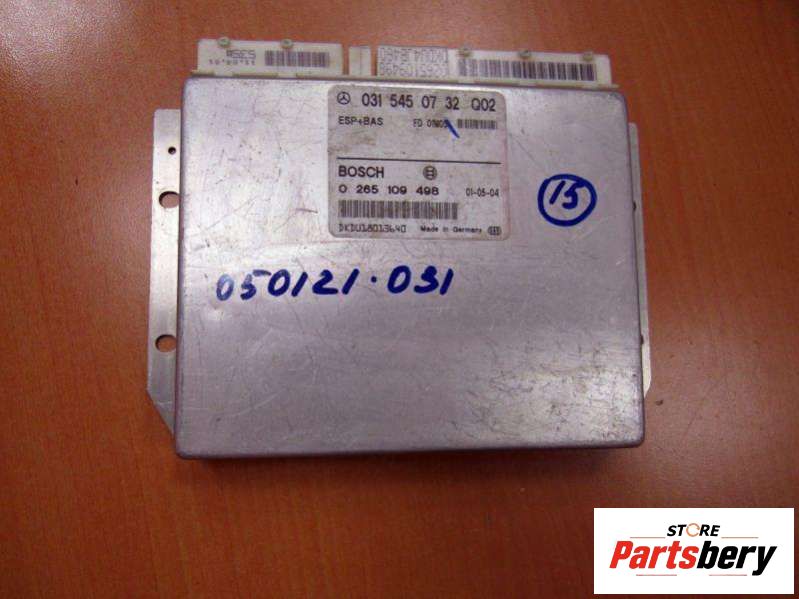 031 545 07 32 Q02
ESP+BAS
BOSCH
0 265 109 498 01-05-04
DKDU18013640 Made in Germany
15
050121.031
STORE
Partsbery